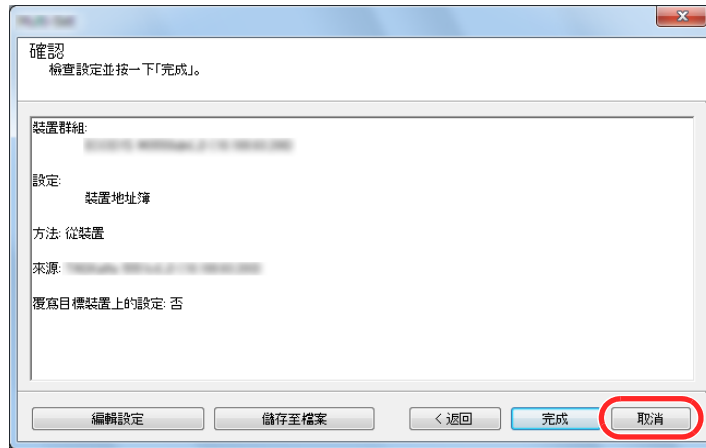 確認
檢查設定並按一下「完成」。
裝置群組:
設定:
裝置地址簿
方法: 從裝置
來源:
覆寫目標裝置上的設定: 否
編輯設定
儲存至檔案
< 返回
完成
取消